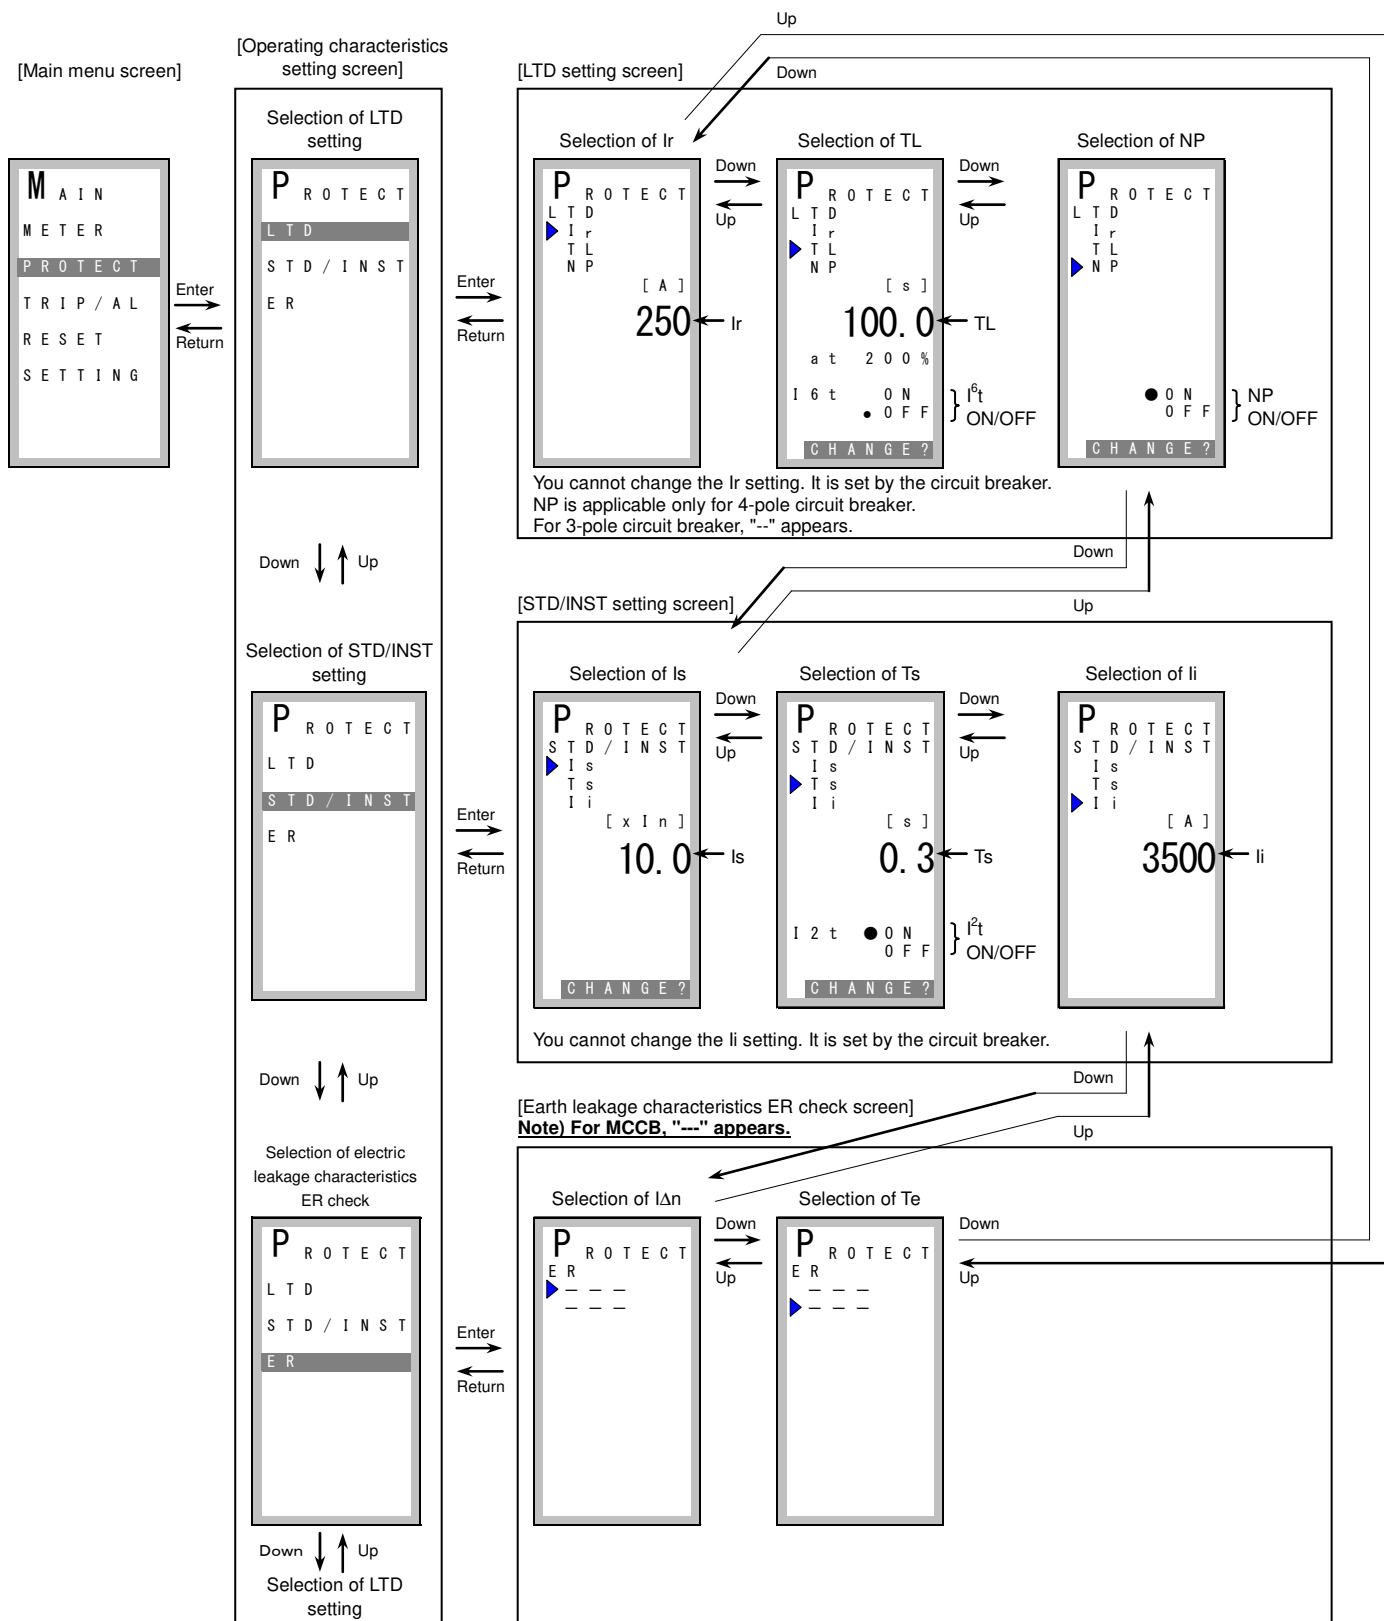 Up
[Operating characteristics
setting screen]
[Main menu screen]
[LTD setting screen]
Down
Selection of LTD
setting
Selection of Ir
Selection of TL
Selection of NP
MAIN
METER
PROTECT
TRIP/AL
RESET
SETTING
Enter
Return
PROTECT
LTD
STD/INST
ER
Enter
Return
PROTECT
LTD
Ir
TL
NP
[A]
250
Ir
Down
Up
PROTECT
LTD
Ir
TL
NP
[s]
100.0
TL
at 200%
I6t ON
● OFF
I⁶t
ON/OFF
CHANGE?
Down
Up
PROTECT
LTD
Ir
TL
NP
● ON
OFF
NP
ON/OFF
CHANGE?
You cannot change the Ir setting. It is set by the circuit breaker.
NP is applicable only for 4-pole circuit breaker.
For 3-pole circuit breaker, "--" appears.
Down
Up
Down
Up
[STD/INST setting screen]
Selection of STD/INST
setting
Selection of Is
Selection of Ts
Selection of Ii
PROTECT
LTD
STD/INST
ER
Enter
Return
PROTECT
STD/INST
Is
Ts
Ii
[xIn]
10.0
Is
CHANGE?
Down
Up
PROTECT
STD/INST
Is
Ts
Ii
[s]
0.3
Ts
I2t ● ON
OFF
I²t
ON/OFF
CHANGE?
Down
Up
PROTECT
STD/INST
Is
Ts
Ii
[A]
3500
Ii
You cannot change the Ii setting. It is set by the circuit breaker.
Down
Up
Down
Up
[Earth leakage characteristics ER check screen]
Note) For MCCB, "---" appears.
Selection of electric
leakage characteristics
ER check
Selection of IΔn
Selection of Te
PROTECT
LTD
STD/INST
ER
Enter
Return
PROTECT
ER
---
---
Down
Up
PROTECT
ER
---
---
Down
Up
Down
Up
Selection of LTD
setting